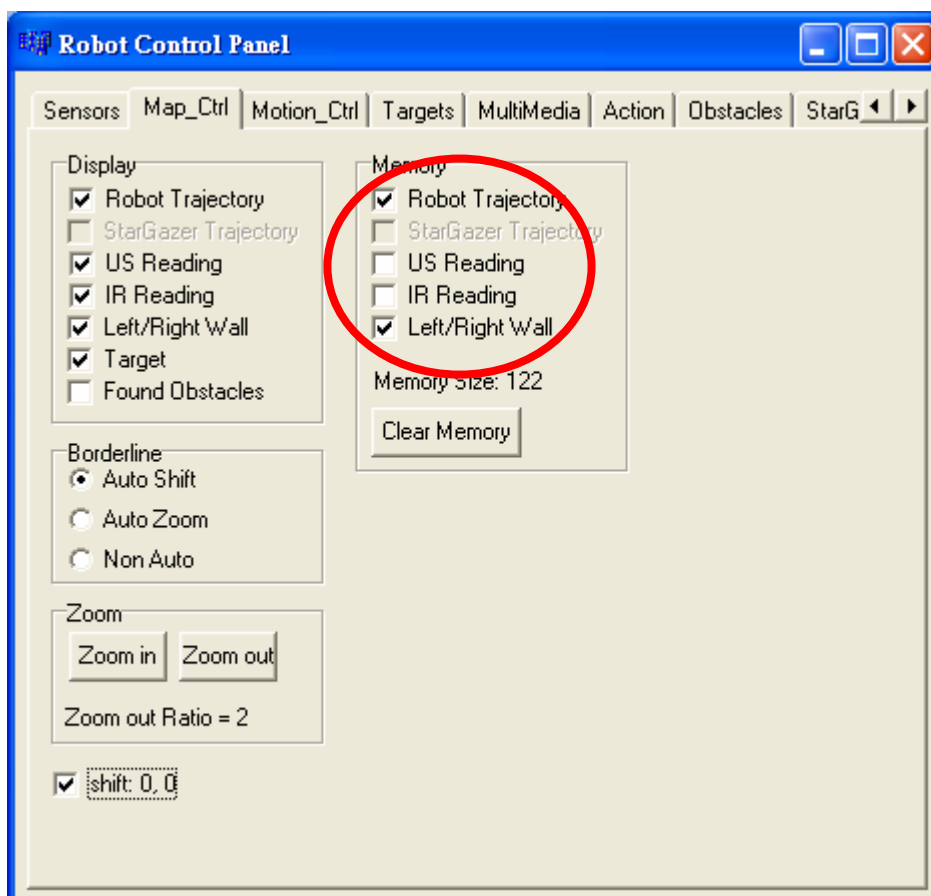 Robot Control Panel
Sensors Map_Ctrl Motion_Ctrl Targets MultiMedia Action Obstacles StarG
Display
Robot Trajectory
StarGazer Trajectory
US Reading
IR Reading
Left/Right Wall
Target
Found Obstacles
Memory
Robot Trajectory
StarGazer Trajectory
US Reading
IR Reading
Left/Right Wall
Memory Size: 122
Clear Memory
Borderline
Auto Shift
Auto Zoom
Non Auto
Zoom
Zoom in Zoom out
Zoom out Ratio = 2
shift: 0, 0